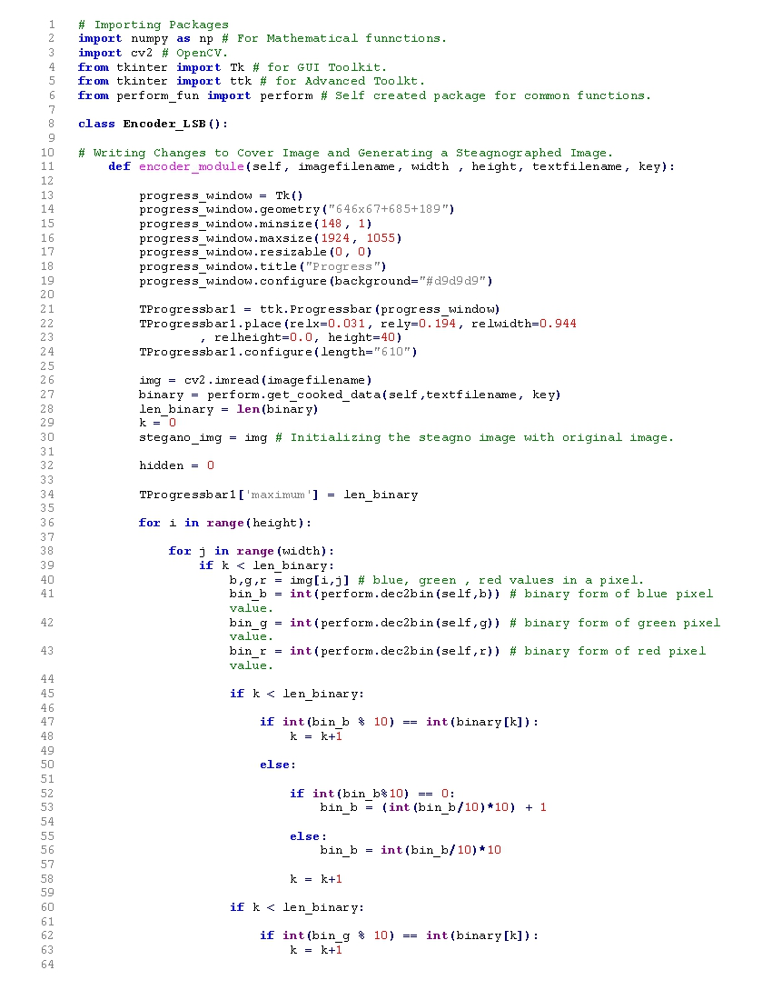 1 # Importing Packages
2 import numpy as np # For Mathematical funnctions.
3 import cv2 # OpenCV.
4 from tkinter import Tk # for GUI Toolkit.
5 from tkinter import ttk # for Advanced Toolkt.
6 from perform_fun import perform # Self created package for common functions.
7
8 class Encoder_LSB():
9
10 # Writing Changes to Cover Image and Generating a Steagnographed Image.
11 def encoder_module(self, imagefilename, width , height, textfilename, key):
12
13 progress_window = Tk()
14 progress_window.geometry("646x67+685+189")
15 progress_window.minsize(148, 1)
16 progress_window.maxsize(1924, 1055)
17 progress_window.resizable(0, 0)
18 progress_window.title("Progress")
19 progress_window.configure(background="#d9d9d9")
20
21 TProgressbar1 = ttk.Progressbar(progress_window)
22 TProgressbar1.place(relx=0.031, rely=0.194, relwidth=0.944
23 , relheight=0.0, height=40)
24 TProgressbar1.configure(length="610")
25
26 img = cv2.imread(imagefilename)
27 binary = perform.get_cooked_data(self,textfilename, key)
28 len_binary = len(binary)
29 k = 0
30 stegano_img = img # Initializing the steagno image with original image.
31
32 hidden = 0
33
34 TProgressbar1['maximum'] = len_binary
35
36 for i in range(height):
37
38 for j in range(width):
39 if k < len_binary:
40 b,g,r = img[i,j] # blue, green , red values in a pixel.
41 bin_b = int(perform.dec2bin(self,b)) # binary form of blue pixel
value.
42 bin_g = int(perform.dec2bin(self,g)) # binary form of green pixel
value.
43 bin_r = int(perform.dec2bin(self,r)) # binary form of red pixel
value.
44
45 if k < len_binary:
46
47 if int(bin_b % 10) == int(binary[k]):
48 k = k+1
49
50 else:
51
52 if int(bin_b%10) == 0:
53 bin_b = (int(bin_b/10)*10) + 1
54
55 else:
56 bin_b = int(bin_b/10)*10
57
58 k = k+1
59
60 if k < len_binary:
61
62 if int(bin_g % 10) == int(binary[k]):
63 k = k+1
64